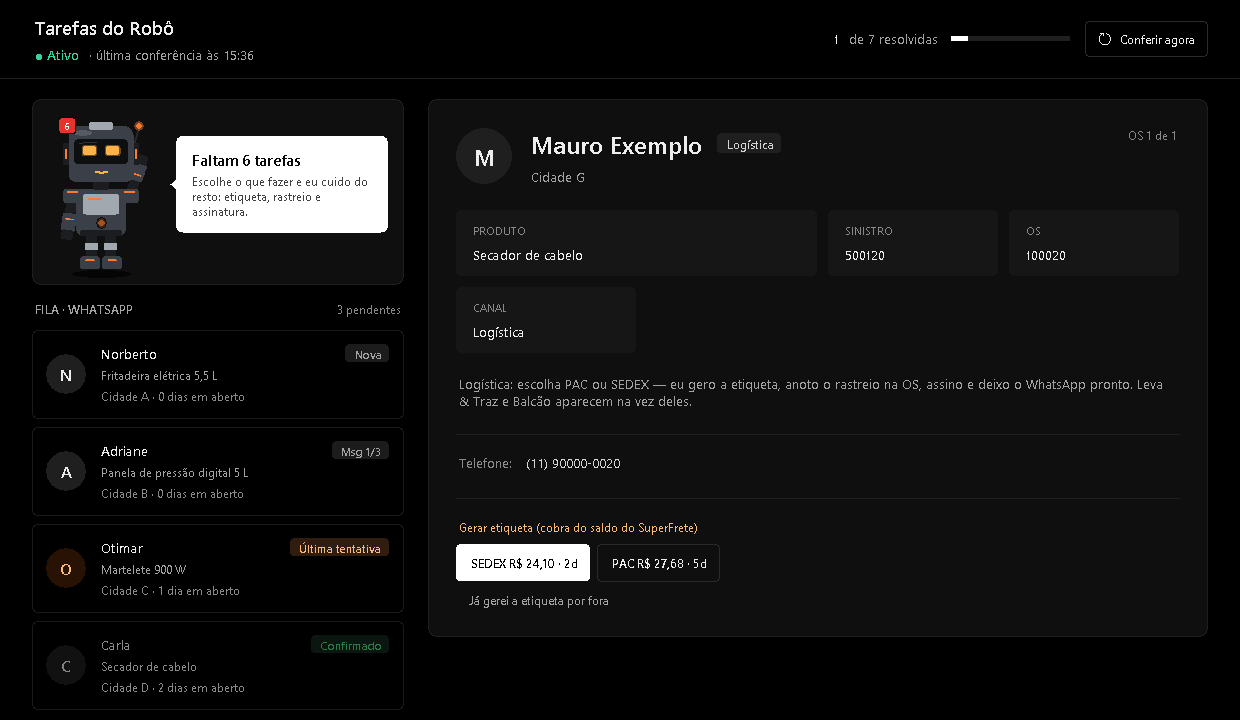 Tarefas do Robô
Ativo · última conferência às 15:36
1 de 7 resolvidas
Conferir agora
6
Faltam 6 tarefas
Escolhe o que fazer e eu cuido do
resto: etiqueta, rastreio e
assinatura.
FILA · WHATSAPP
3 pendentes
N
Norberto
Nova
Fritadeira elétrica 5,5 L
Cidade A · 0 dias em aberto
A
Adriane
Msg 1/3
Panela de pressão digital 5 L
Cidade B · 0 dias em aberto
O
Otimar
Última tentativa
Martelete 900 W
Cidade C · 1 dia em aberto
C
Carla
Confirmado
Secador de cabelo
Cidade D · 2 dias em aberto
M
Mauro Exemplo
Logística
Cidade G
OS 1 de 1
PRODUTO
Secador de cabelo
SINISTRO
500120
OS
100020
CANAL
Logística
Logística: escolha PAC ou SEDEX — eu gero a etiqueta, anoto o rastreio na OS, assino e deixo o WhatsApp pronto. Leva
& Traz e Balcão aparecem na vez deles.
Telefone: (11) 90000-0020
Gerar etiqueta (cobra do saldo do SuperFrete)
SEDEX R$ 24,10 · 2d
PAC R$ 27,68 · 5d
Já gerei a etiqueta por fora